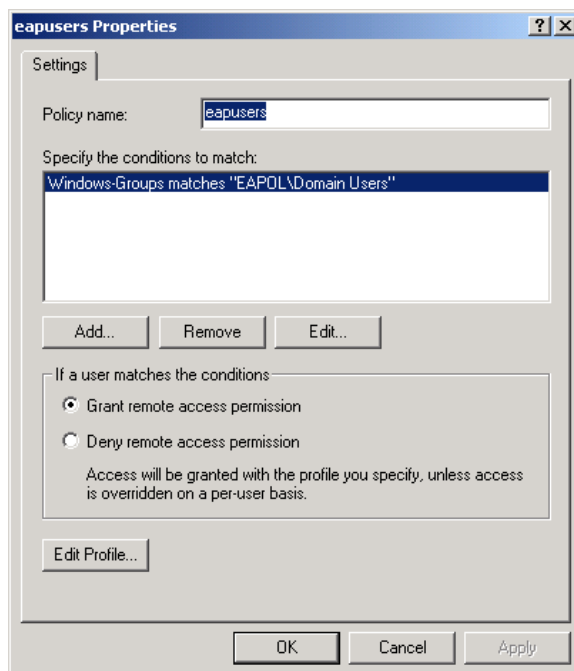 eapusers Properties
Settings
Policy name: eapusers
Specify the conditions to match:
Windows-Groups matches "EAPOL\Domain Users"
Add... Remove Edit...
If a user matches the conditions
Grant remote access permission
Deny remote access permission
Access will be granted with the profile you specify, unless access
is overridden on a per-user basis.
Edit Profile...
OK Cancel Apply